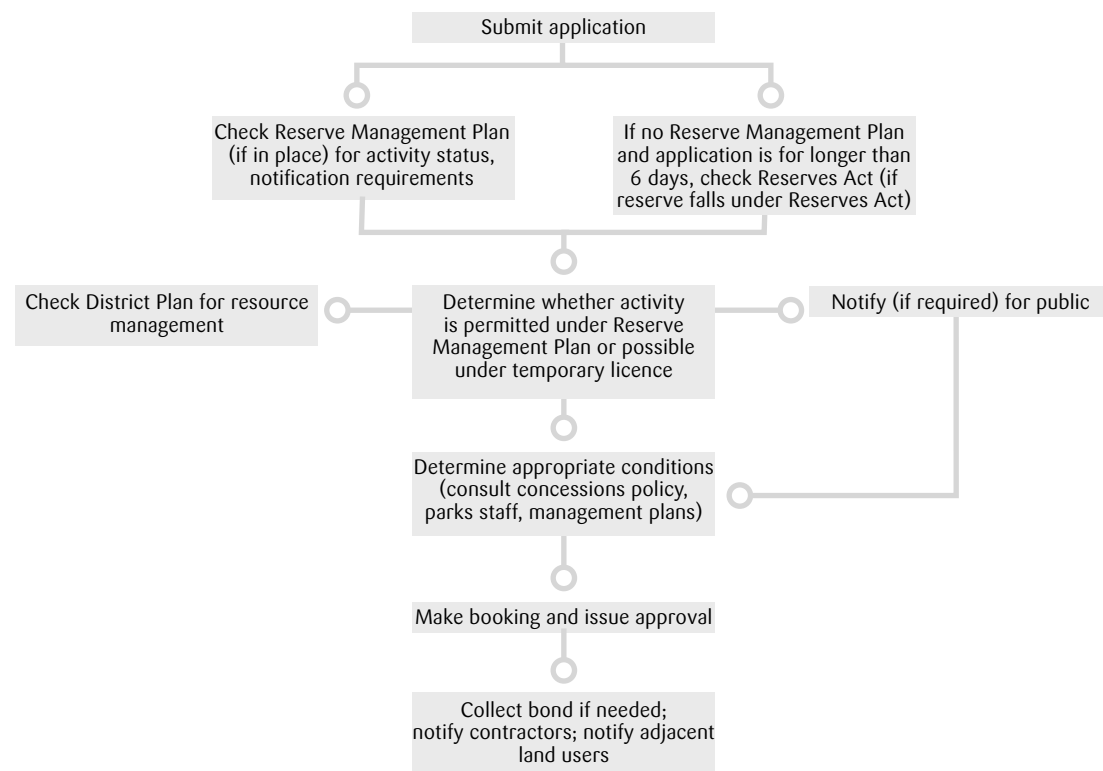 Submit application
Check Reserve Management Plan
(if in place) for activity status,
notification requirements
If no Reserve Management Plan
and application is for longer than
6 days, check Reserves Act (if
reserve falls under Reserves Act)
Check District Plan for resource
management
Determine whether activity
is permitted under Reserve
Management Plan or possible
under temporary licence
Notify (if required) for public
Determine appropriate conditions
(consult concessions policy,
parks staff, management plans)
Make booking and issue approval
Collect bond if needed;
notify contractors; notify adjacent
land users